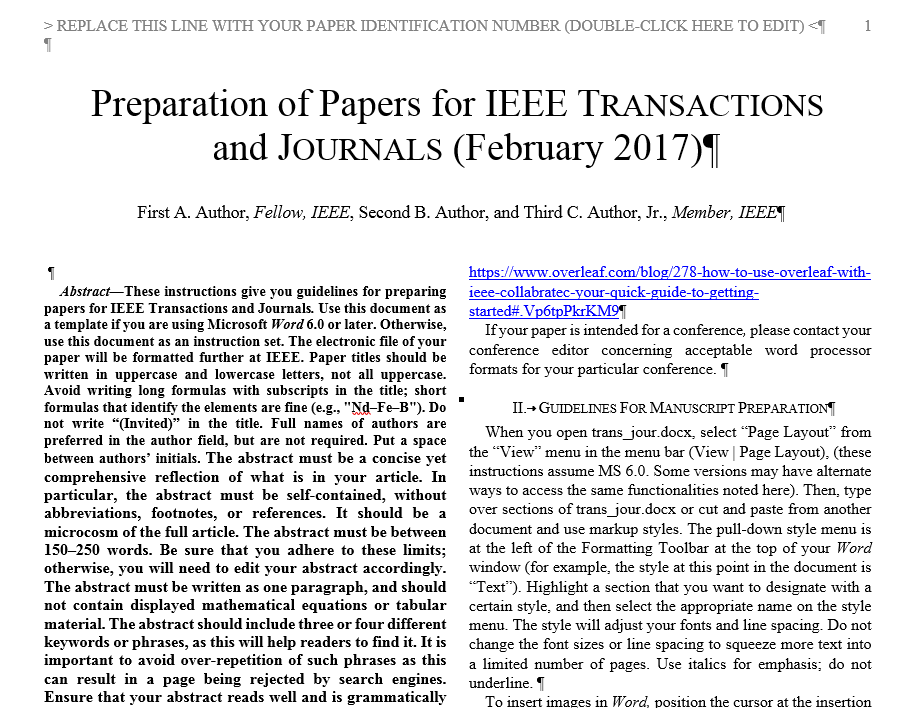 > REPLACE THIS LINE WITH YOUR PAPER IDENTIFICATION NUMBER (DOUBLE-CLICK HERE TO EDIT) <¶ 1
¶
Preparation of Papers for IEEE TRANSACTIONS
and JOURNALS (February 2017)¶
First A. Author, Fellow, IEEE, Second B. Author, and Third C. Author, Jr., Member, IEEE¶
¶
Abstract—These instructions give you guidelines for preparing
papers for IEEE Transactions and Journals. Use this document as
a template if you are using Microsoft Word 6.0 or later. Otherwise,
use this document as an instruction set. The electronic file of your
paper will be formatted further at IEEE. Paper titles should be
written in uppercase and lowercase letters, not all uppercase.
Avoid writing long formulas with subscripts in the title; short
formulas that identify the elements are fine (e.g., "Nd–Fe–B"). Do
not write “(Invited)” in the title. Full names of authors are
preferred in the author field, but are not required. Put a space
between authors’ initials. The abstract must be a concise yet
comprehensive reflection of what is in your article. In
particular, the abstract must be self-contained, without
abbreviations, footnotes, or references. It should be a
microcosm of the full article. The abstract must be between
150–250 words. Be sure that you adhere to these limits;
otherwise, you will need to edit your abstract accordingly.
The abstract must be written as one paragraph, and should
not contain displayed mathematical equations or tabular
material. The abstract should include three or four different
keywords or phrases, as this will help readers to find it. It is
important to avoid over-repetition of such phrases as this
can result in a page being rejected by search engines.
Ensure that your abstract reads well and is grammatically
https://www.overleaf.com/blog/278-how-to-use-overleaf-with-
ieee-collabratec-your-quick-guide-to-getting-
started#.Vp6tpPkrKM9¶
If your paper is intended for a conference, please contact your
conference editor concerning acceptable word processor
formats for your particular conference. ¶
II.→ GUIDELINES FOR MANUSCRIPT PREPARATION¶
When you open trans_jour.docx, select “Page Layout” from
the “View” menu in the menu bar (View | Page Layout), (these
instructions assume MS 6.0. Some versions may have alternate
ways to access the same functionalities noted here). Then, type
over sections of trans_jour.docx or cut and paste from another
document and use markup styles. The pull-down style menu is
at the left of the Formatting Toolbar at the top of your Word
window (for example, the style at this point in the document is
“Text”). Highlight a section that you want to designate with a
certain style, and then select the appropriate name on the style
menu. The style will adjust your fonts and line spacing. Do not
change the font sizes or line spacing to squeeze more text into
a limited number of pages. Use italics for emphasis; do not
underline. ¶
To insert images in Word, position the cursor at the insertion